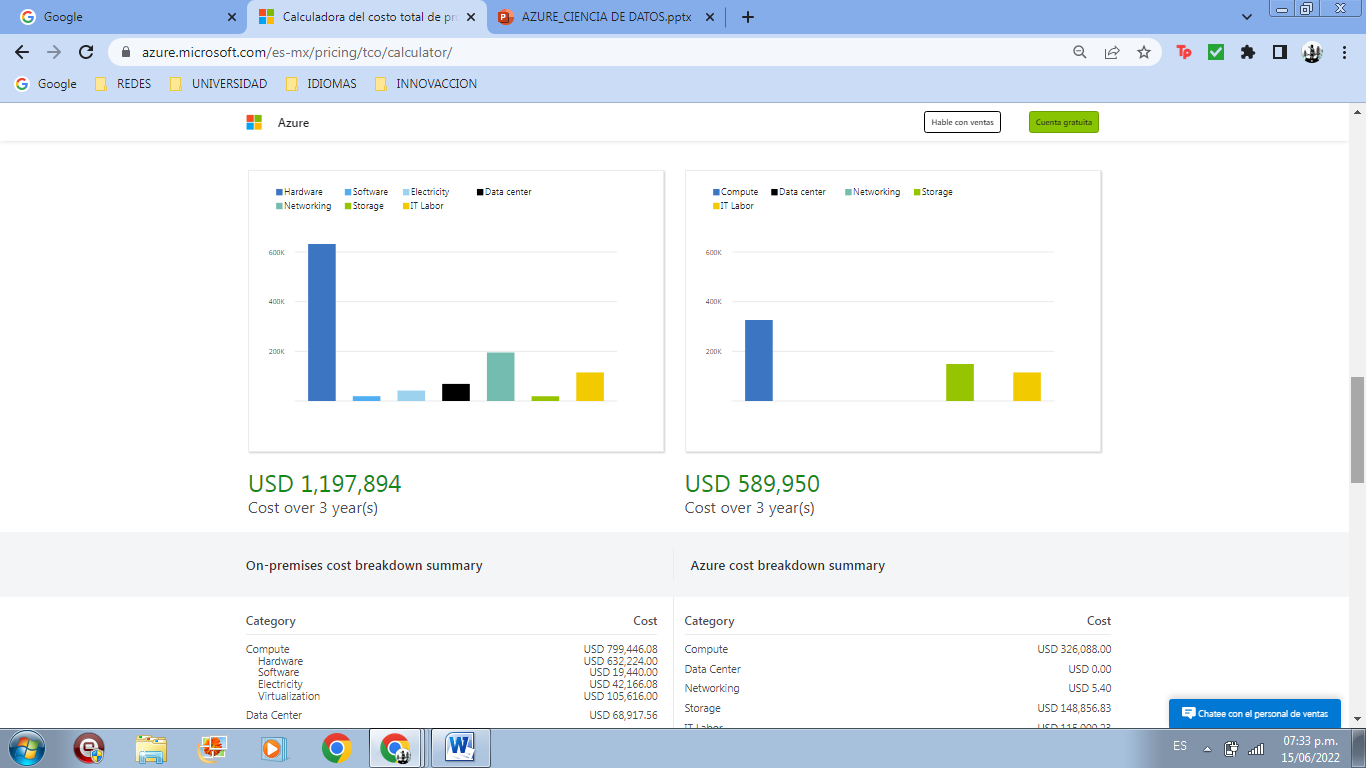 Google
Calculadora del costo total de pro
AZURE_CIENCIA DE DATOS.pptx
azure.microsoft.com/es-mx/pricing/tco/calculator/
Google REDES UNIVERSIDAD IDIOMAS INNOVACCION
Azure
Hable con ventas
Cuenta gratuita
Hardware Software Electricity Data center
Networking Storage IT Labor
600K
400K
200K
Compute Data center Networking Storage
IT Labor
600K
400K
200K
USD 1,197,894
Cost over 3 year(s)
USD 589,950
Cost over 3 year(s)
On-premises cost breakdown summary
Category Cost
Compute USD 799,446.08
Hardware USD 632,224.00
Software USD 19,440.00
Electricity USD 42,166.08
Virtualization USD 105,616.00
Data Center USD 68,917.56
Azure cost breakdown summary
Category Cost
Compute USD 326,088.00
Data Center USD 0.00
Networking USD 5.40
Storage USD 148,856.83
IT Labor
Chatee con el personal de ventas
ES
07:33 p.m.
15/06/2022